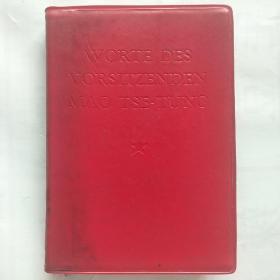 WORTE DES
VORSITZENDEN
MAO TSE-TUNG